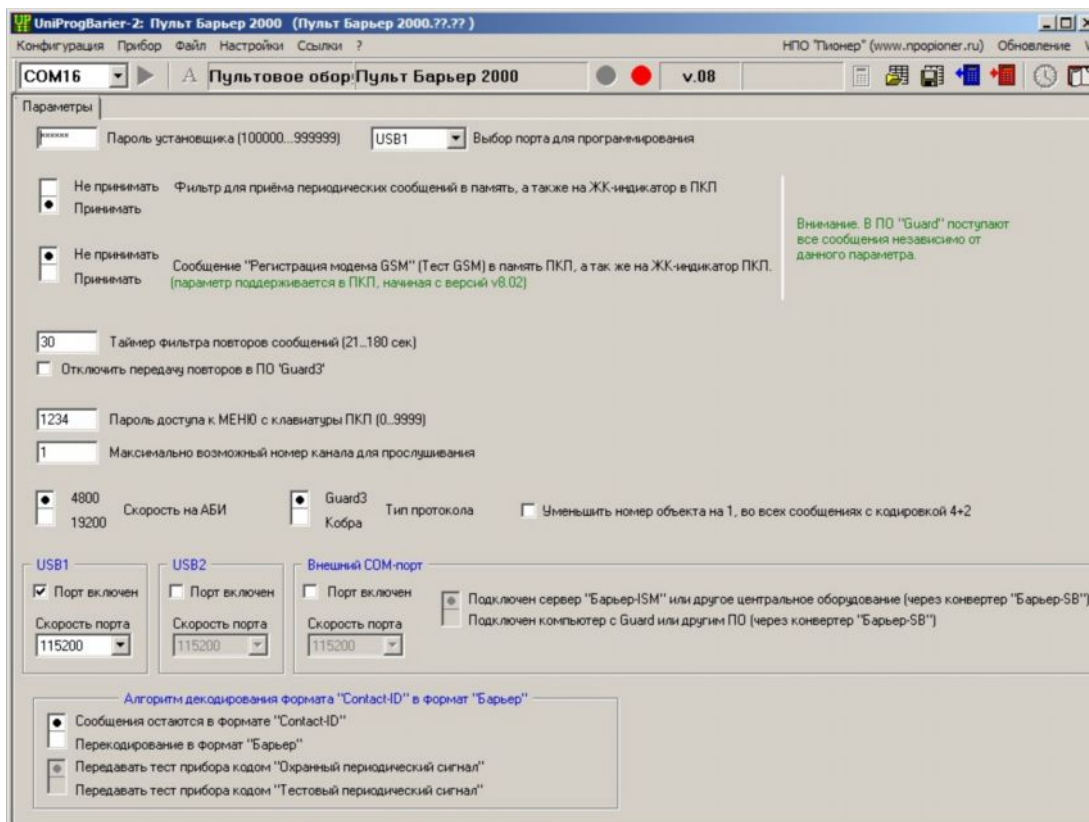 UniProgBarier-2: Пульт Барьер 2000 (Пульт Барьер 2000.??.?? )
Конфигурация Прибор Файл Настройки Ссылки ? НПО "Пионер" (www.npopioner.ru) Обновление
COM16 A Пультовое обор Пульт Барьер 2000 v.08
Параметры
****** Пароль установщика (100000...999999) USB1 Выбор порта для программирования
Не принимать Фильтр для приёма периодических сообщений в память, а также на ЖК-индикатор в ПКП
Принимать
Внимание. В ПО "Guard" поступают
все сообщения независимо от
данного параметра.
Не принимать
Принимать
Сообщение "Регистрация модема GSM" (Тест GSM) в память ПКП, а так же на ЖК-индикатор ПКП.
(параметр поддерживается в ПКП, начиная с версий v8.02)
30 Таймер фильтра повторов сообщений (21...180 сек)
Отключить передачу повторов в ПО 'Guard3'
1234 Пароль доступа к МЕНЮ с клавиатуры ПКП (0..9999)
1 Максимально возможный номер канала для прослушивания
4800
19200
Скорость на АБИ
Guard3
Кобра
Тип протокола
Уменьшить номер объекта на 1, во всех сообщениях с кодировкой 4+2
USB1
Порт включен
Скорость порта
115200
USB2
Порт включен
Скорость порта
115200
Внешний COM-порт
Порт включен
Скорость порта
115200
Подключен сервер "Барьер-ISM" или другое центральное оборудование (через конвертер "Барьер-SB")
Подключен компьютер с Guard или другим ПО (через конвертер "Барьер-SB")
Алгоритм декодирования формата "Contact-ID" в формат "Барьер"
Сообщения остаются в формате "Contact-ID"
Перекодирование в формат "Барьер"
Передавать тест прибора кодом "Охранный периодический сигнал"
Передавать тест прибора кодом "Тестовый периодический сигнал"